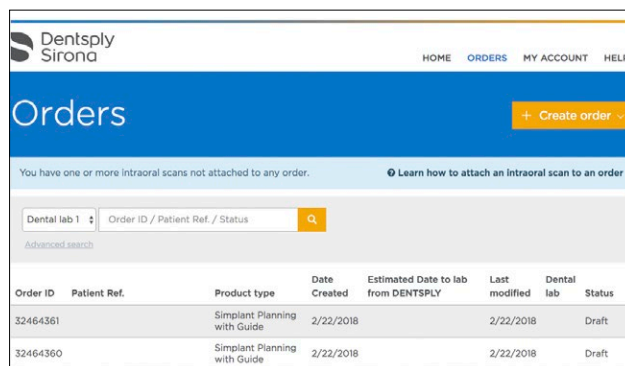 Dentsply
Sirona
HOME ORDERS MY ACCOUNT HELP
Orders
+ Create order
You have one or more intraoral scans not attached to any order.
Learn how to attach an intraoral scan to an order
Dental lab 1 Order ID / Patient Ref. / Status
Advanced search
Order ID Patient Ref. Product type Date Created Estimated Date to lab from DENTSPLY Last modified Dental lab Status
32464361 Simplant Planning with Guide 2/22/2018 2/22/2018 Draft
32464360 Simplant Planning with Guide 2/22/2018 2/22/2018 Draft